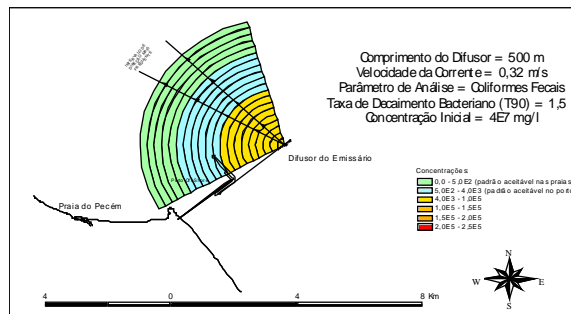 Comprimento do Difusor = 500 m
Velocidade da Corrente = 0,32 m/s
Parâmetro de Análise = Coliformes Fecais
Taxa de Decaimento Bacteriano (T90) = 1,5
Concentração Inicial = 4E7 mg/l
Difusor do Emissário
Praia do Pecém
Concentrações:
0,0 - 5,0E2 (padrão aceitável nas praias
5,0E2 - 4,0E3 (padrão aceitável no porto
4,0E3 - 1,0E5
1,0E5 - 1,5E5
1,5E5 - 2,0E5
2,0E5 - 2,5E5
N
W
E
S
4
0
4
8 Km